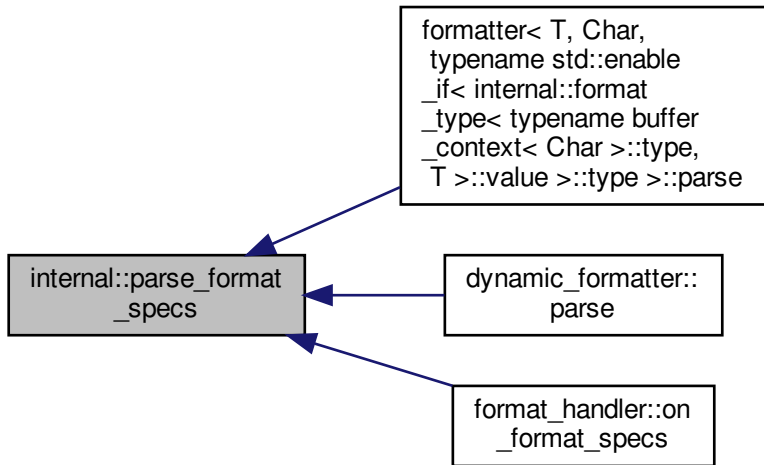 formatter< T, Char,
typename std::enable
_if< internal::format
_type< typename buffer
_context< Char >::type,
T >::value >::type >::parse
internal::parse_format
_specs
dynamic_formatter::
parse
format_handler::on
_format_specs